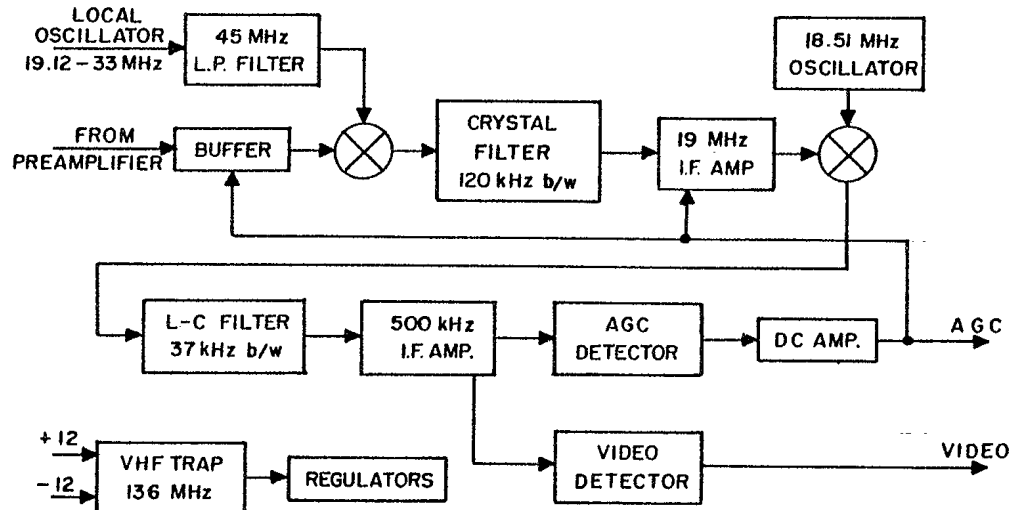 LOCAL
OSCILLATOR
19.12-33 MHz
45 MHz
L.P. FILTER
18.51 MHz
OSCILLATOR
FROM
PREAMPLIFIER
BUFFER
CRYSTAL
FILTER
120 kHz b/w
19 MHz
I.F. AMP
L-C FILTER
37 kHz b/w
500 kHz
I.F. AMP.
AGC
DETECTOR
DC AMP.
AGC
+12
-12
VHF TRAP
136 MHz
REGULATORS
VIDEO
DETECTOR
VIDEO